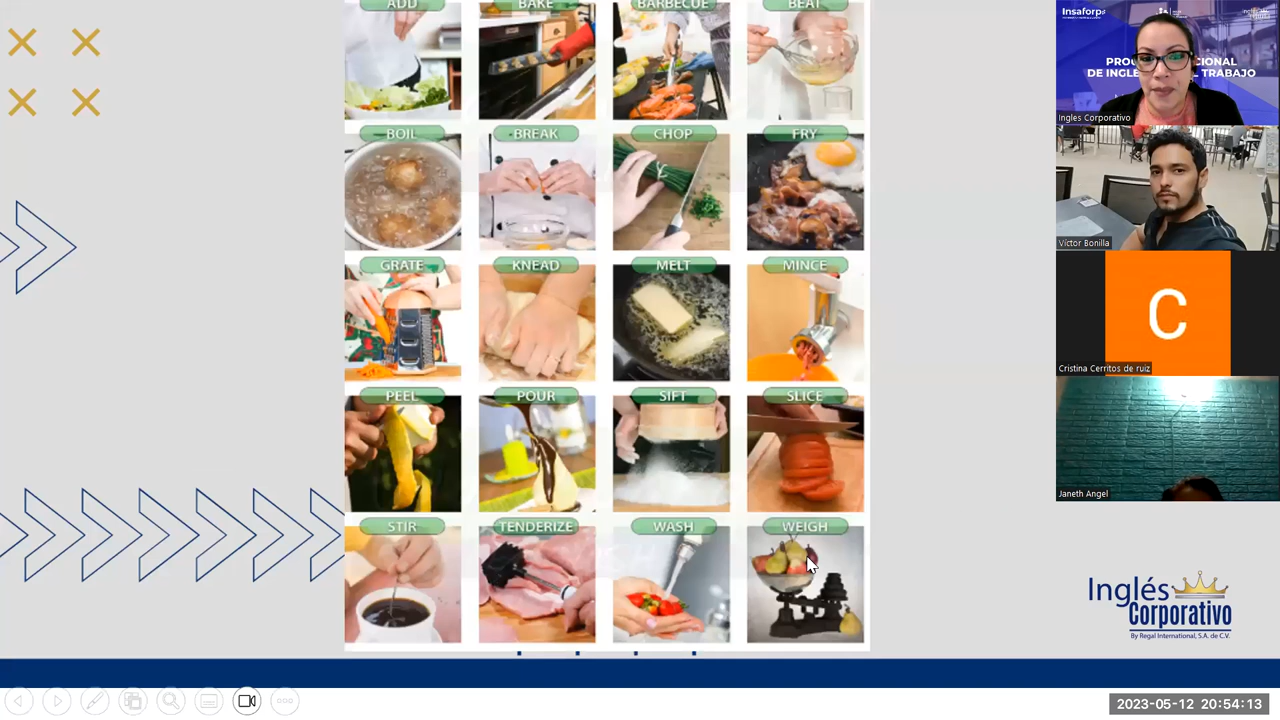 ADD BAKE BARBECUE BEAT
BOIL BREAK CHOP FRY
GRATE KNEAD MELT MINCE
PEEL POUR SIFT SLICE
STIR TENDERIZE WASH WEIGH
Inglés
Corporativo
By Regal International, S.A. de C.V.
Insaforp
DE INGLE TRABAJO
Ingles Corporativo
Víctor Bonilla
C
Cristina Cerritos de ruiz
Janeth Angel
2023-05-12 20:54:13